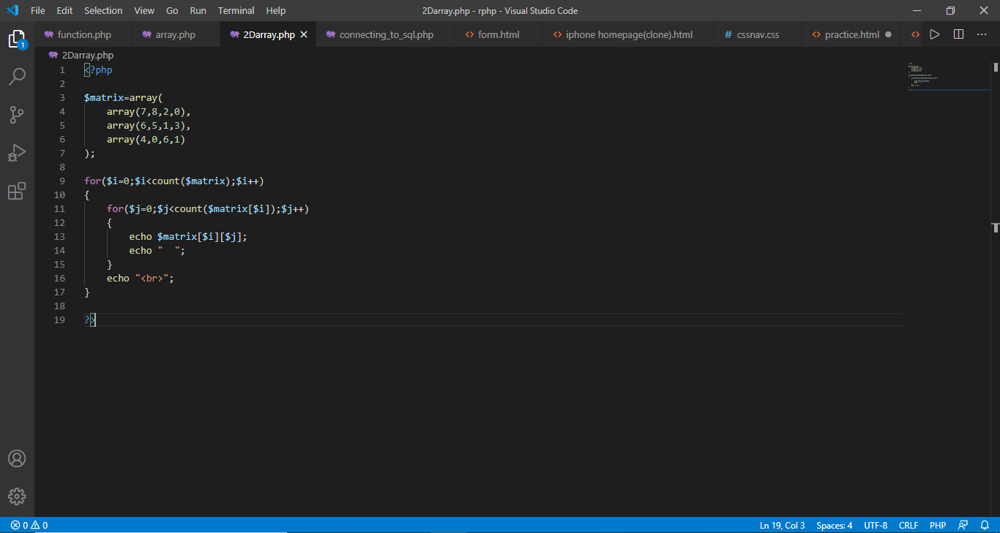 File Edit Selection View Go Run Terminal Help 2Darray.php - rphp - Visual Studio Code
function.php array.php 2Darray.php connecting_to_sql.php form.html iphone homepage(clone).html cssnav.css practice.html
1
2Darray.php
1 <?php
2
3 $matrix=array(
4     array(7,8,2,0),
5     array(6,5,1,3),
6     array(4,0,6,1)
7 );
8
9 for($i=0;$i<count($matrix);$i++)
10 {
11     for($j=0;$j<count($matrix[$i]);$j++)
12     {
13         echo $matrix[$i][$j];
14         echo "  ";
15     }
16     echo "<br>";
17 }
18
19 ?>
0 0 Ln 19, Col 3 Spaces: 4 UTF-8 CRLF PHP